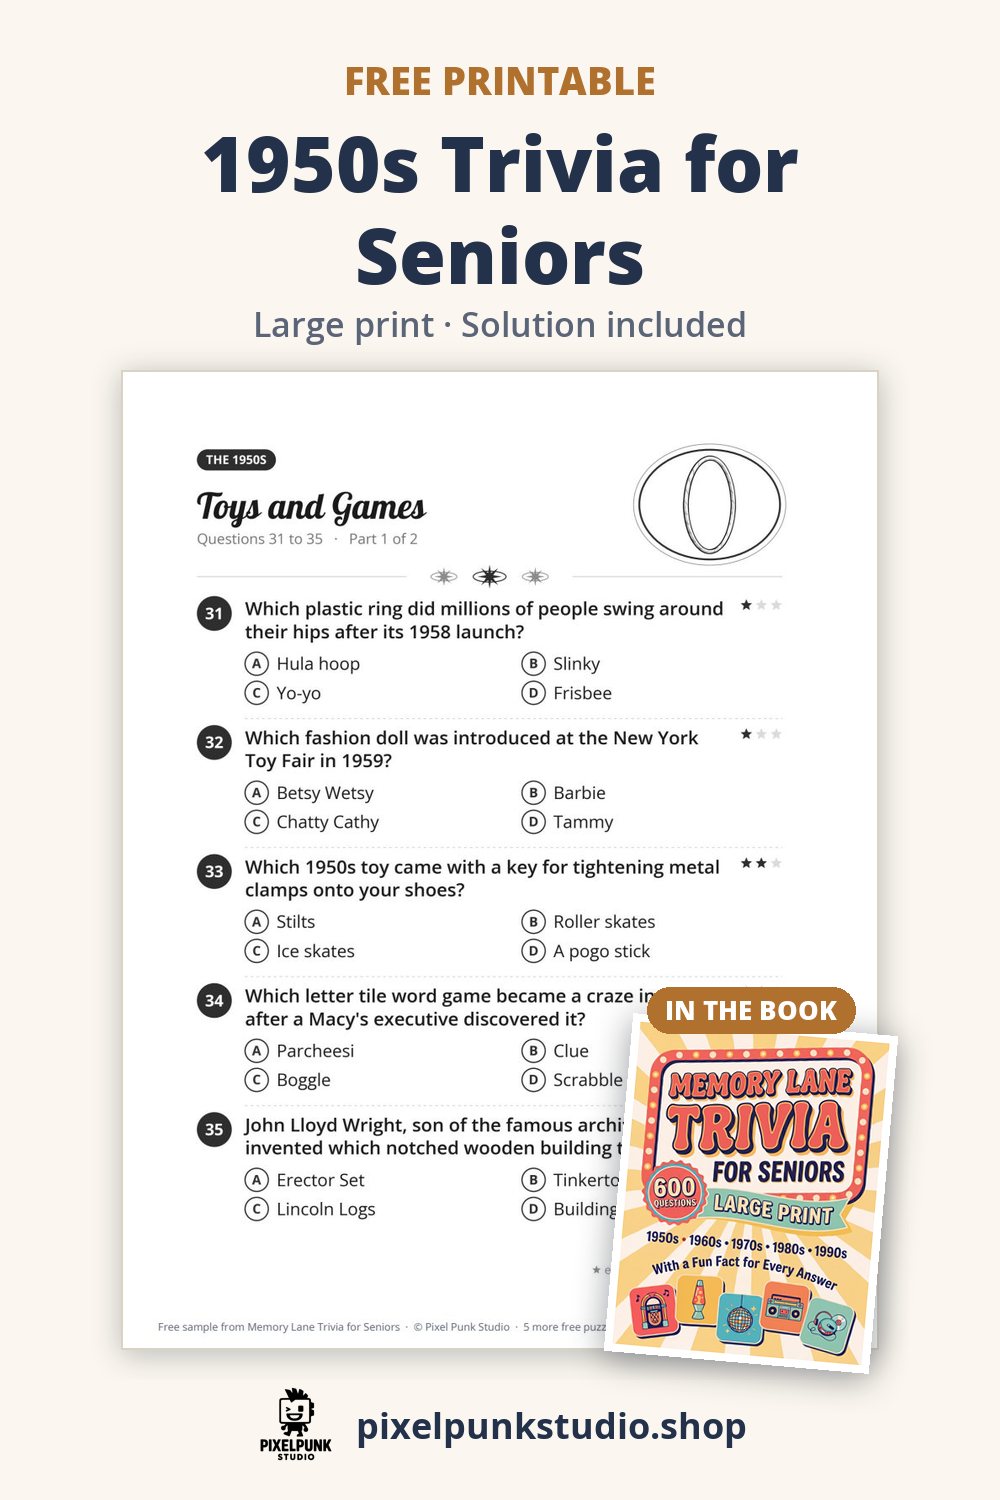 FREE PRINTABLE
1950s Trivia for
Seniors
Large print · Solution included
THE 1950S
Toys and Games
Questions 31 to 35 · Part 1 of 2
31 Which plastic ring did millions of people swing around
their hips after its 1958 launch?
A Hula hoop B Slinky
C Yo-yo D Frisbee
32 Which fashion doll was introduced at the New York
Toy Fair in 1959?
A Betsy Wetsy B Barbie
C Chatty Cathy D Tammy
33 Which 1950s toy came with a key for tightening metal
clamps onto your shoes?
A Stilts B Roller skates
C Ice skates D A pogo stick
34 Which letter tile word game became a craze in
after a Macy's executive discovered it?
A Parcheesi B Clue
C Boggle D Scrabble
35 John Lloyd Wright, son of the famous
invented which notched wooden building
A Erector Set B
C Lincoln Logs D Building
Free sample from Memory Lane Trivia for Seniors · © Pixel Punk Studio · 5 more free
IN THE BOOK
MEMORY LANE
TRIVIA
FOR SENIORS
600
QUESTIONS
LARGE PRINT
1950s • 1960s • 1970s • 1980s • 1990s
With a Fun Fact for Every Answer
PIXELPUNK
STUDIO
pixelpunkstudio.shop